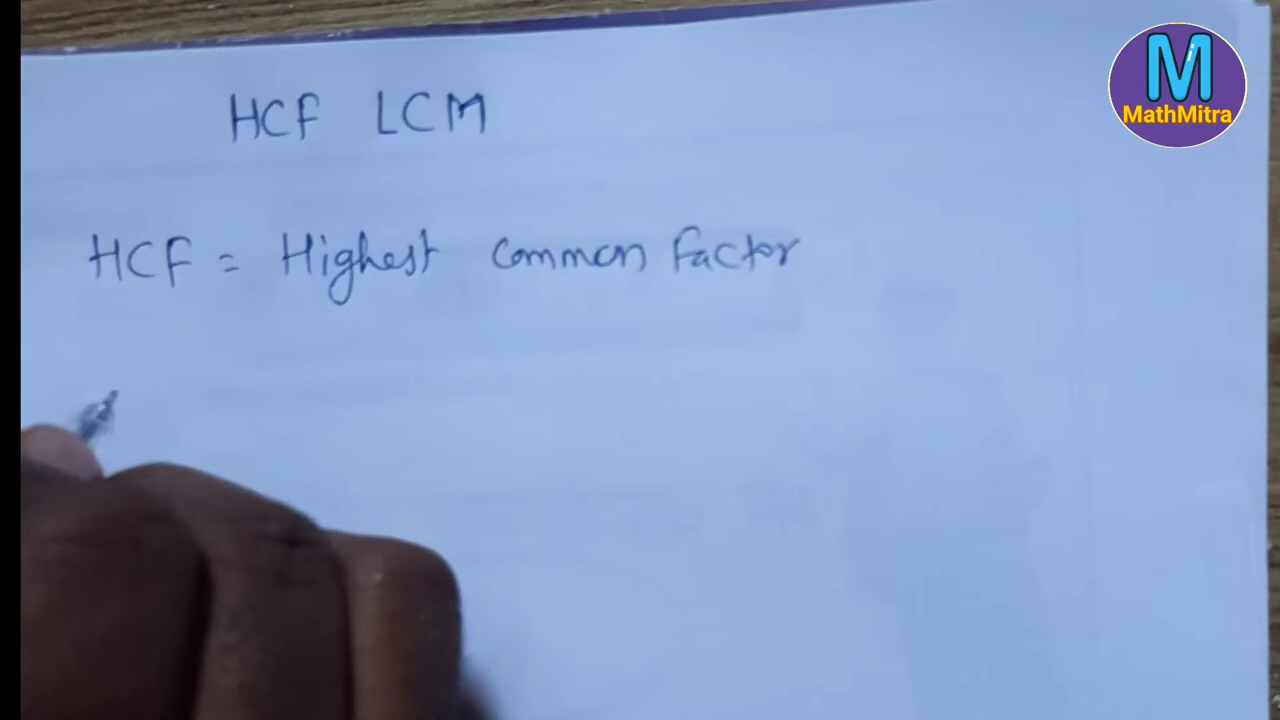 HCF LCM
HCF = Highest Common Factor
M
MathMitra